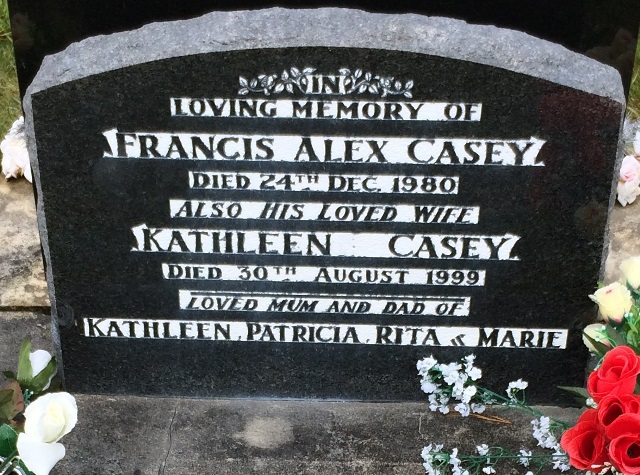 IN
LOVING MEMORY OF
FRANCIS ALEX CASEY
DIED 24TH DEC. 1980
ALSO HIS LOVED WIFE
KATHLEEN CASEY
DIED 30TH AUGUST 1999
LOVED MUM AND DAD OF
KATHLEEN, PATRICIA, RITA & MARIE